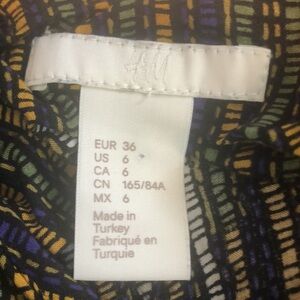 H&M
EUR 36
US 6
CA 6
CN 165/84A
MX 6
Made in
Turkey
Fabriqué en
Turquie